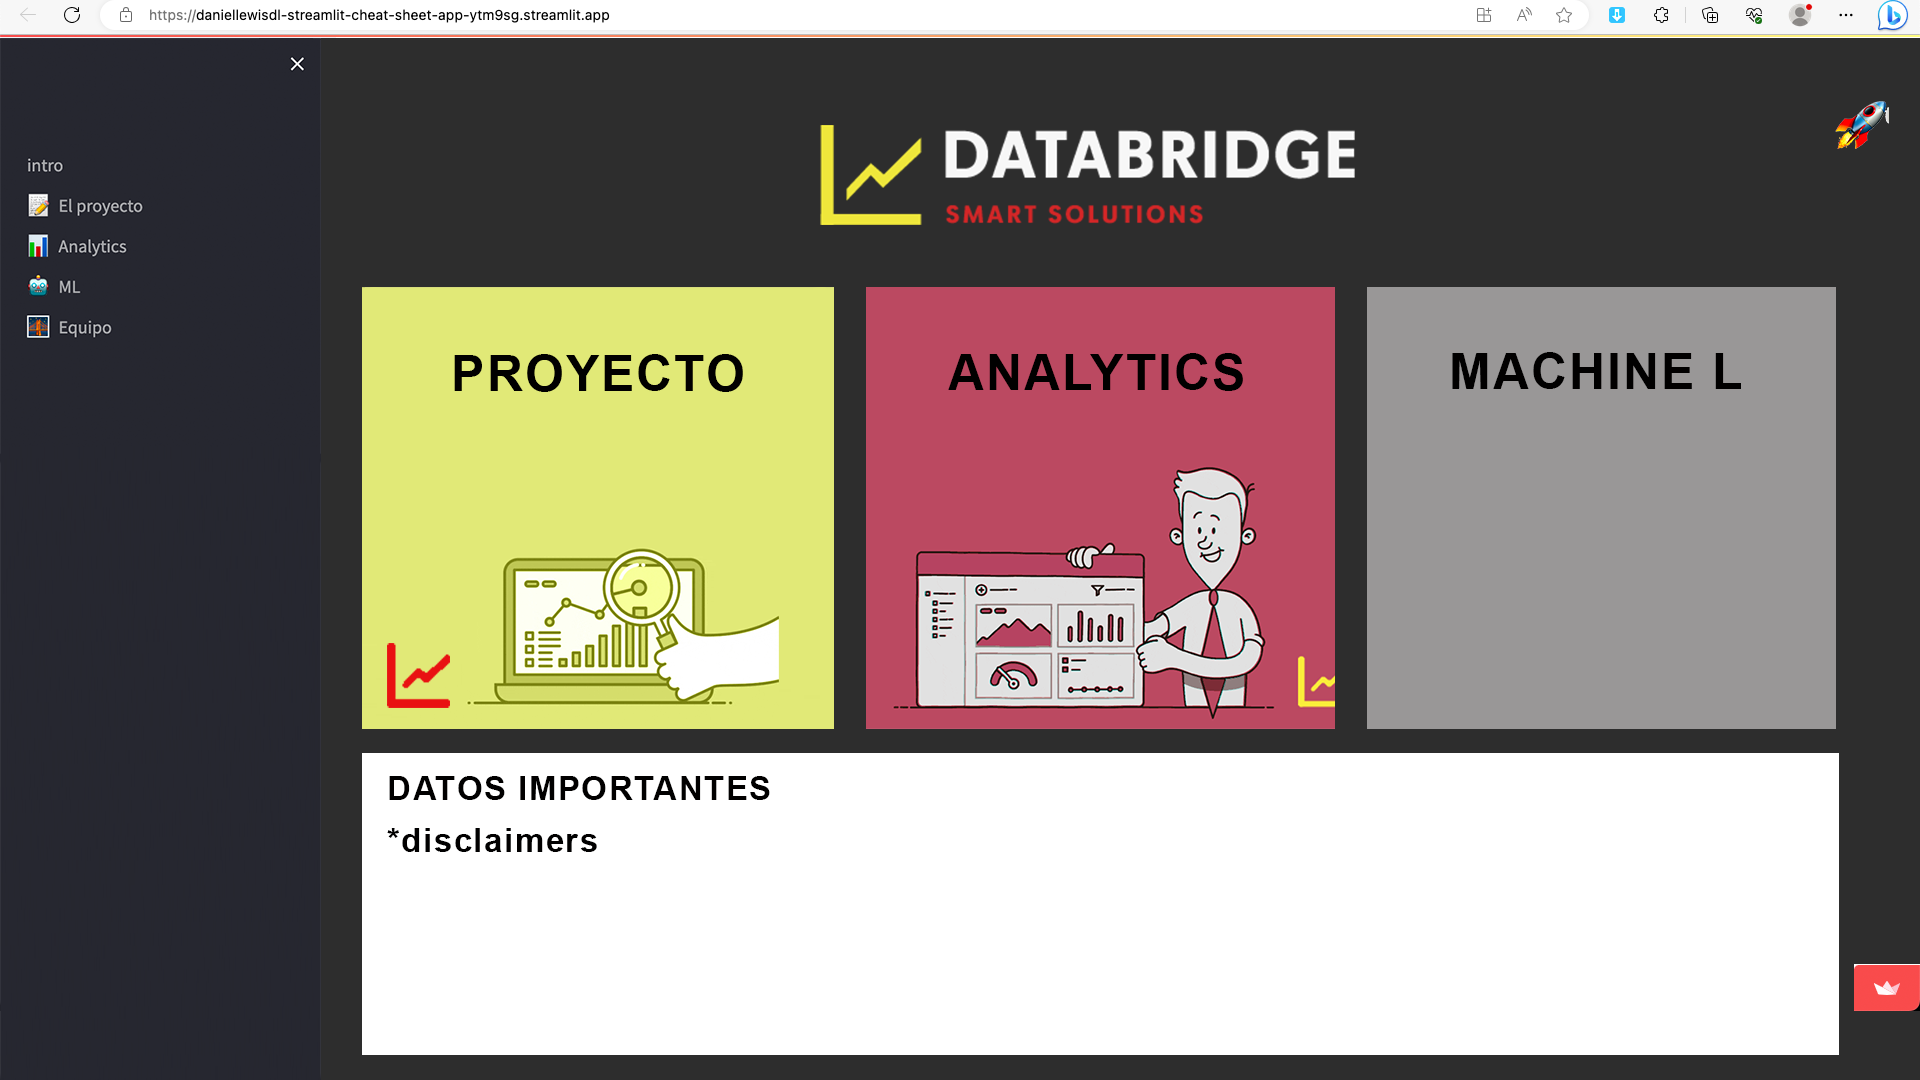 https://daniellewisdl-streamlit-cheat-sheet-app-ytm9sg.streamlit.app
intro
El proyecto
Analytics
ML
Equipo
DATABRIDGE
SMART SOLUTIONS
PROYECTO
ANALYTICS
MACHINE L
DATOS IMPORTANTES
*disclaimers